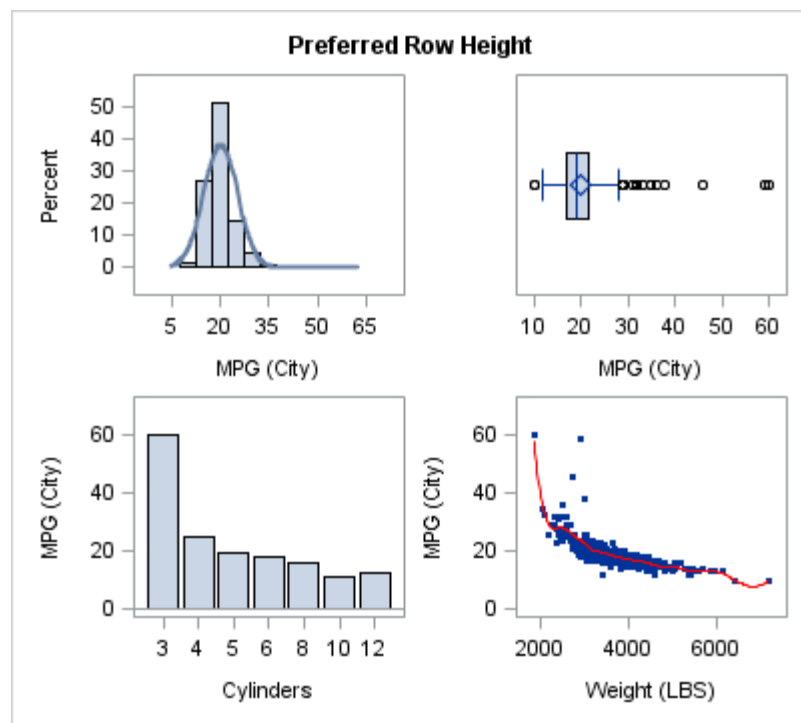 Preferred Row Height
Percent
50
40
30
20
10
0
5 20 35 50 65
MPG (City)
10 20 30 40 50 60
MPG (City)
MPG (City)
60
40
20
0
3 4 5 6 8 10 12
Cylinders
MPG (City)
60
40
20
0
2000 4000 6000
Weight (LBS)